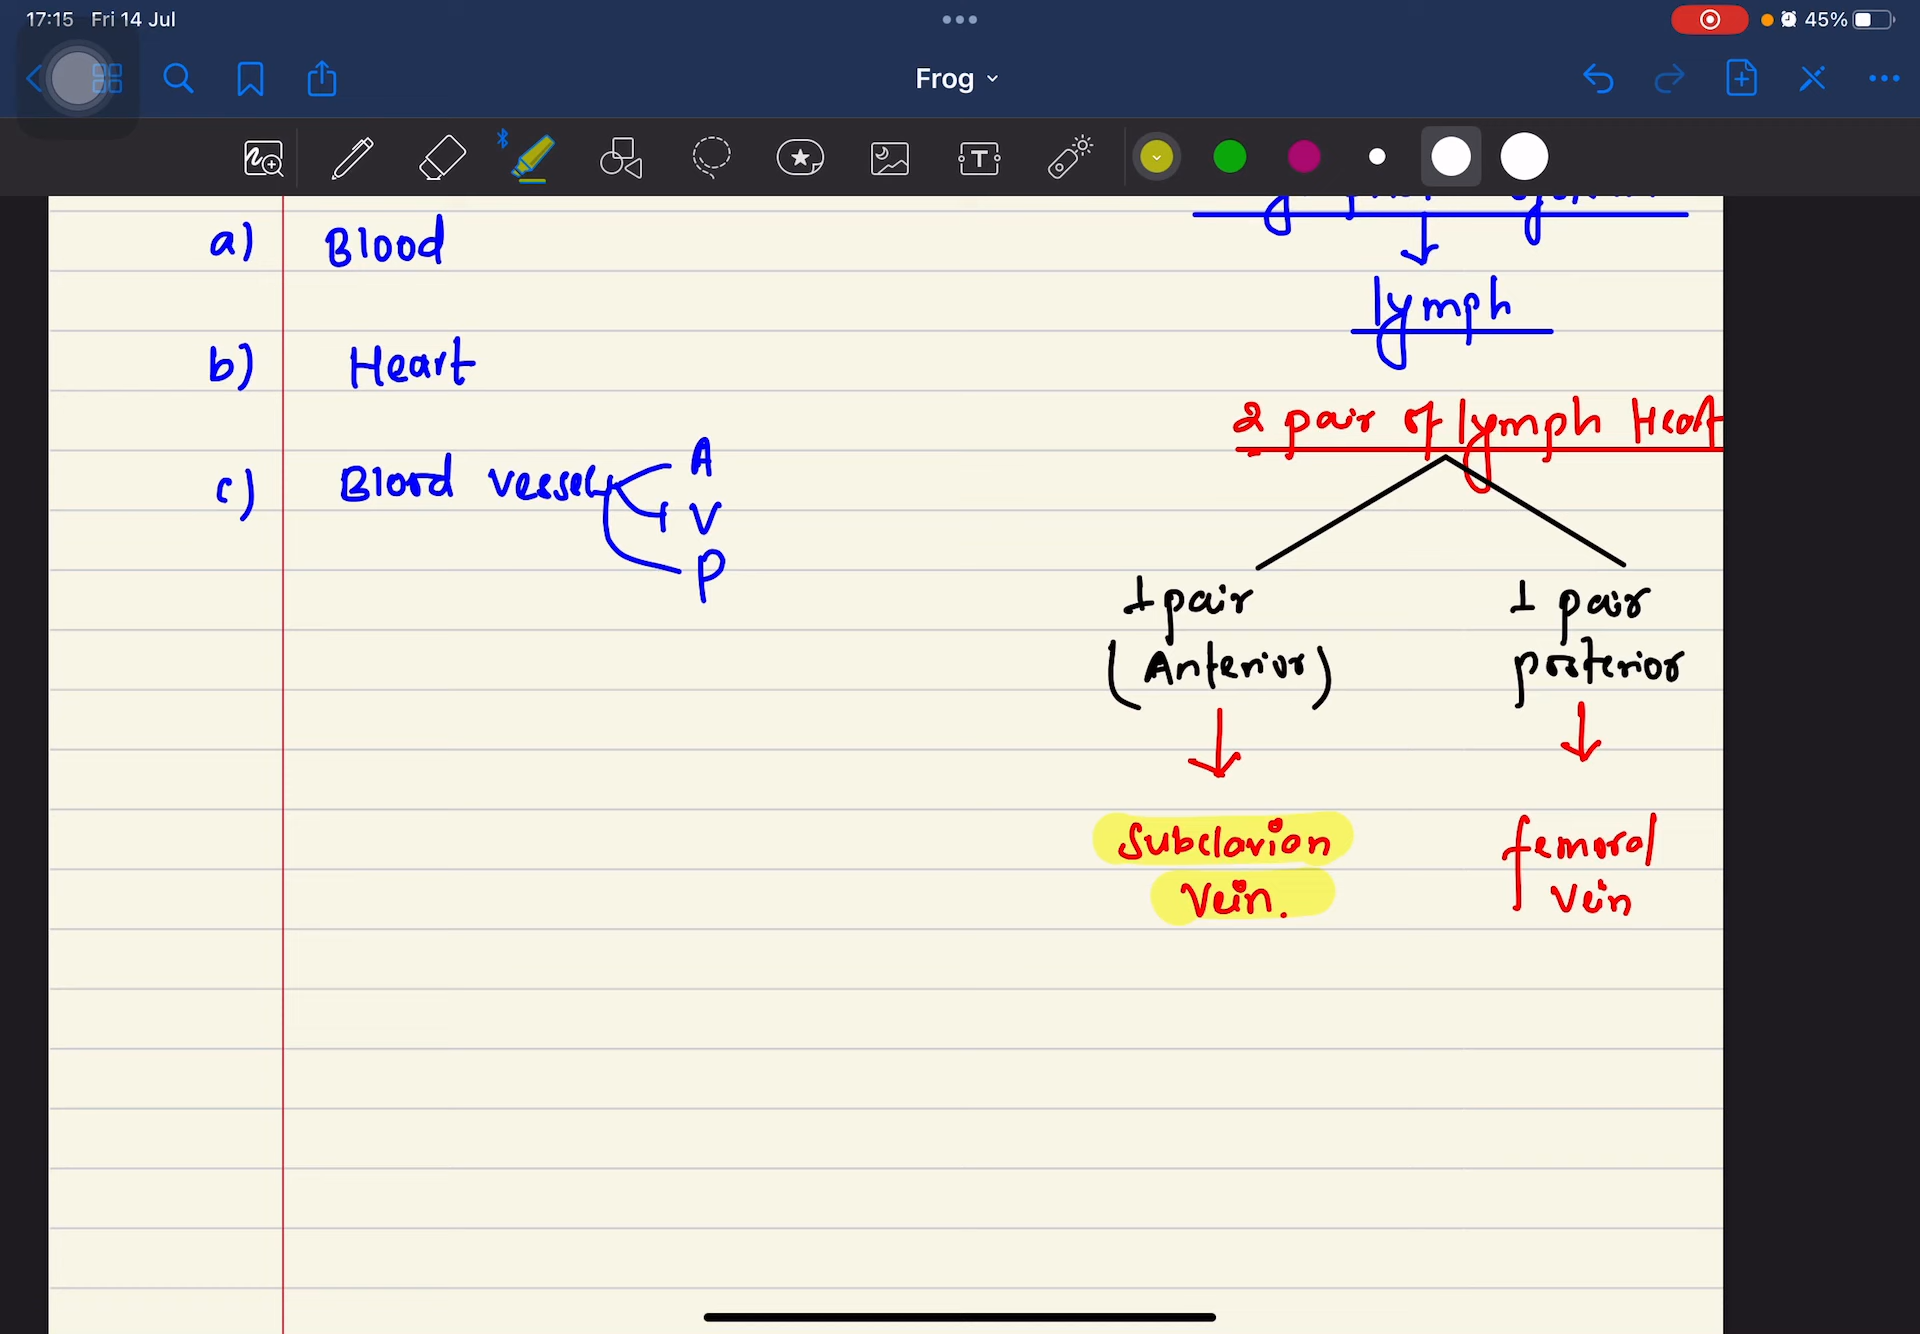 17:15 Fri 14 Jul
45%
Frog
a) Blood
lymph
b) Heart
2 pair of lymph Heart
c) Blood vessels
A
V
P
1 pair
(Anterior)
1 pair
posterior
Subclavian
Vein.
femoral
Vein